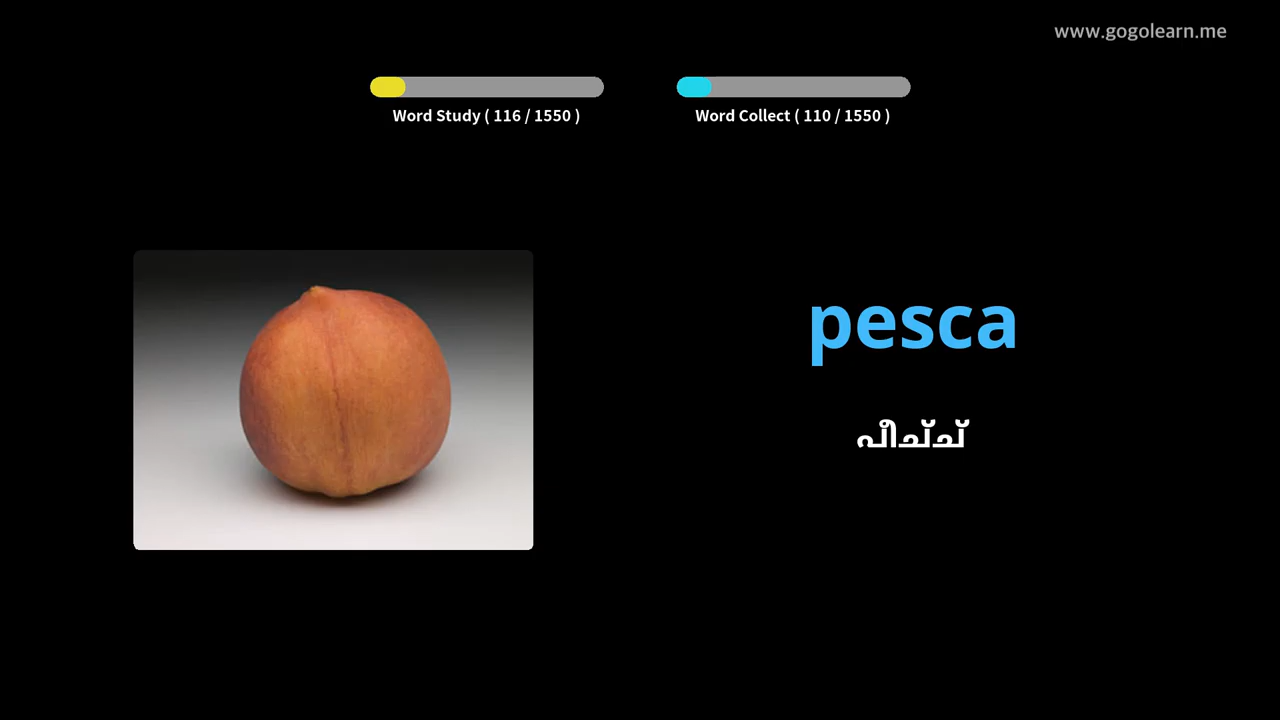 www.gogolearn.me
Word Study ( 116 / 1550 )
Word Collect ( 110 / 1550 )
pesca
പീച്ച്